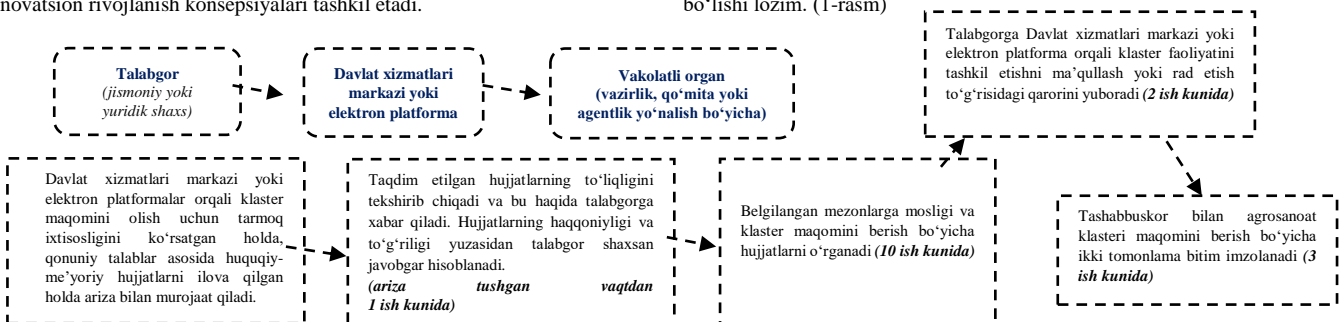 novatsion rivojlanish konsepsiyalari tashkil etadi.
bo‘lishi lozim. (1-rasm)
Talabgor
(jismoniy yoki
yuridik shaxs)
Davlat xizmatlari
markazi yoki
elektron platforma
Vakolatli organ
(vazirlik, qo‘mita yoki
agentlik yo‘nalish bo‘yicha)
Talabgorga Davlat xizmatlari markazi yoki
elektron platforma orqali klaster faoliyatini
tashkil etishni ma’qullash yoki rad etish
to‘g‘risidagi qarorini yuboradi (2 ish kunida)
Davlat xizmatlari markazi yoki
elektron platformalar orqali klaster
maqomini olish uchun tarmoq
ixtisosligini ko‘rsatgan holda,
qonuniy talablar asosida huquqiy-
me’yoriy hujjatlarni ilova qilgan
holda ariza bilan murojaat qiladi.
Taqdim etilgan hujjatlarning to‘liqligini
tekshirib chiqadi va bu haqida talabgorga
xabar qiladi. Hujjatlarning haqqoniyligi va
to‘g‘riligi yuzasidan talabgor shaxsan
javobgar hisoblanadi.
(ariza tushgan vaqtdan
1 ish kunida)
Belgilangan mezonlarga mosligi va
klaster maqomini berish bo‘yicha
hujjatlarni o‘rganadi (10 ish kunida)
Tashabbuskor bilan agrosanoat
klasteri maqomini berish bo‘yicha
ikki tomonlama bitim imzolanadi (3
ish kunida)